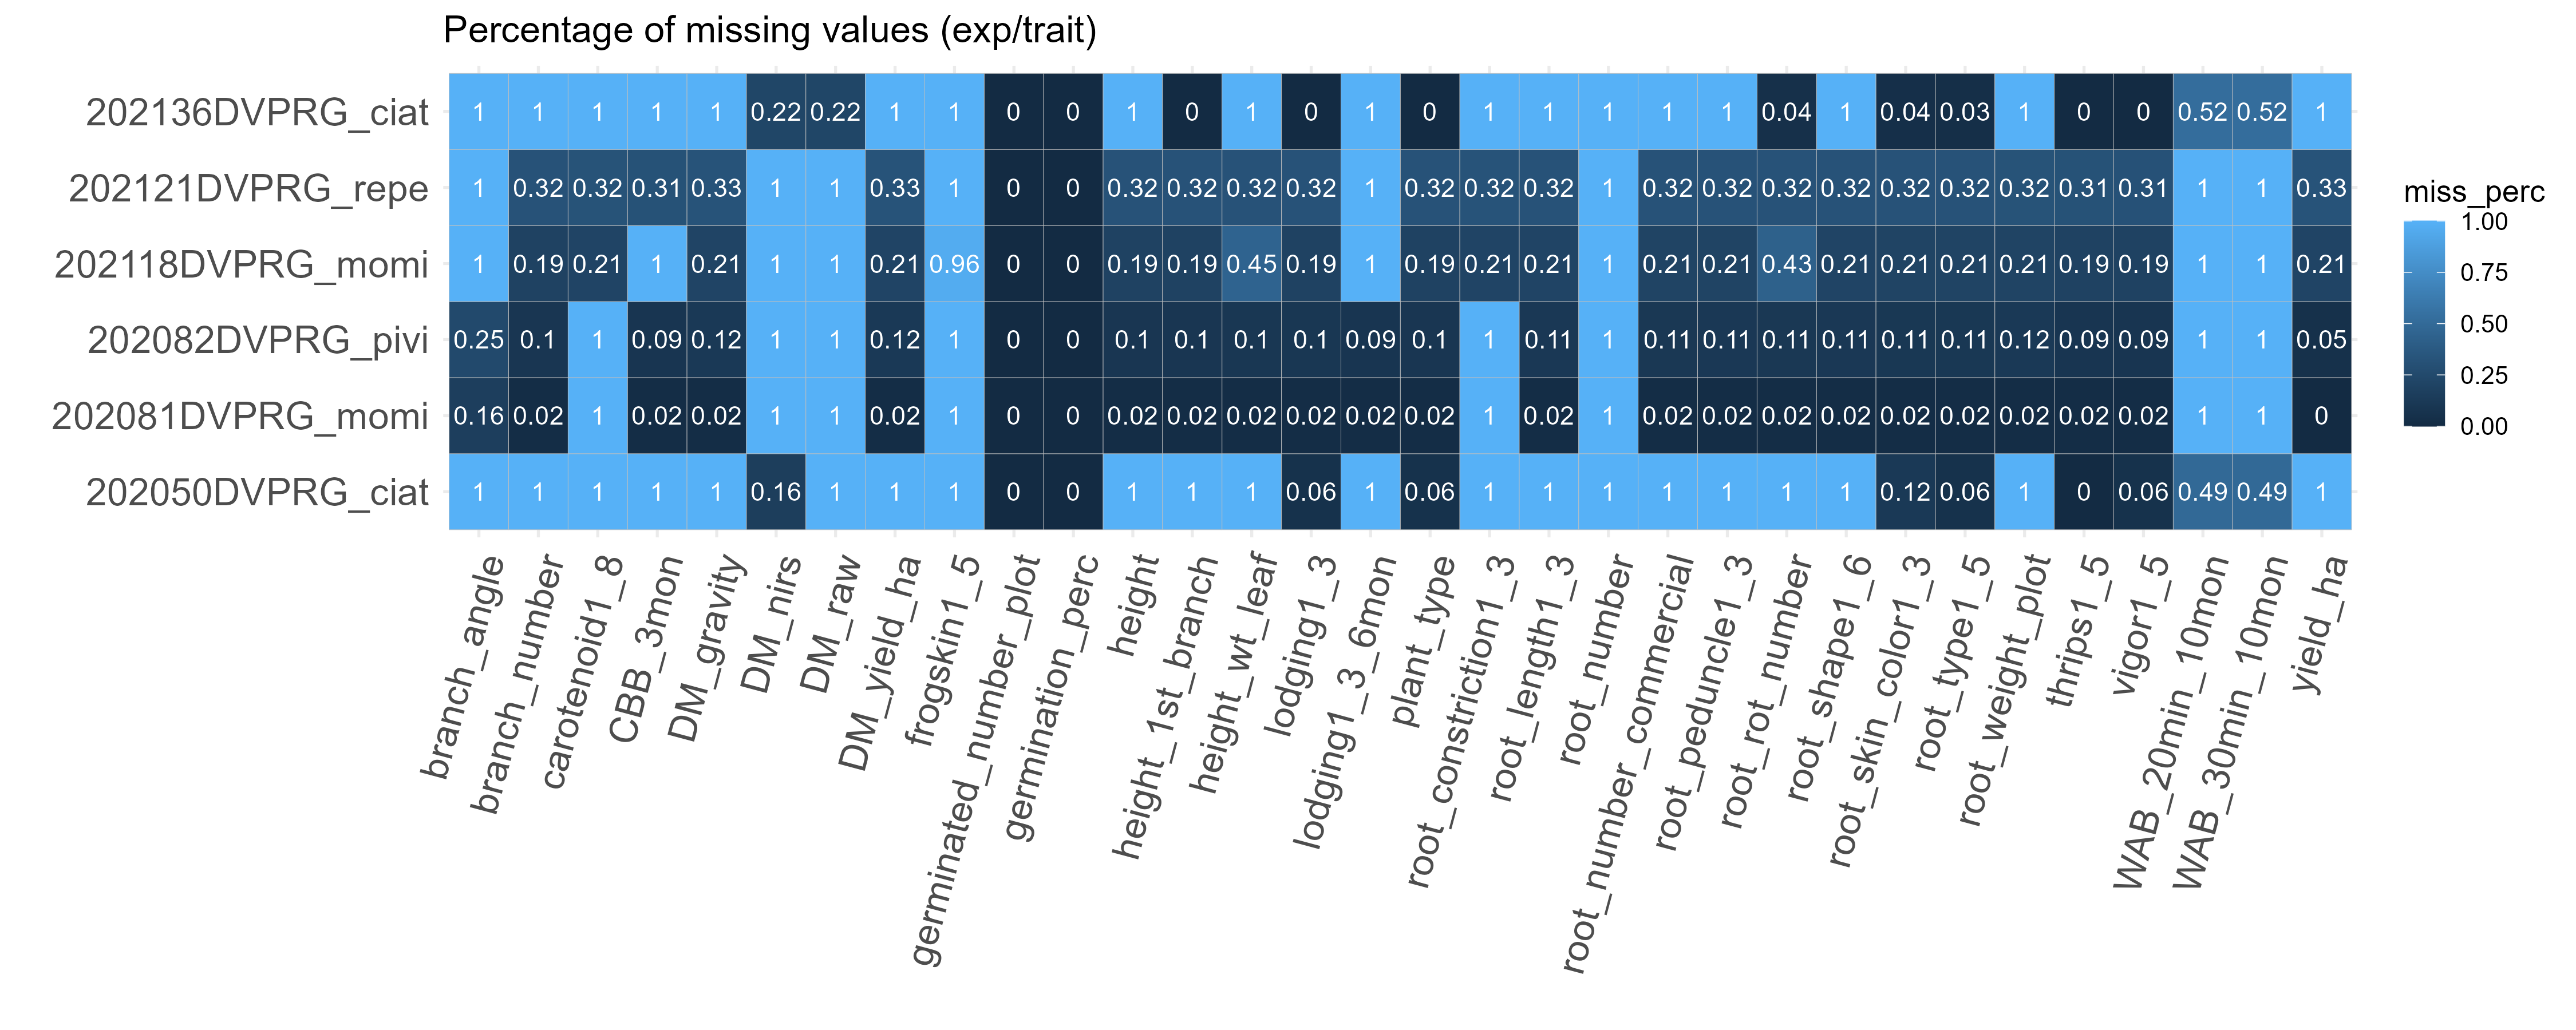 Percentage of missing values (exp/trait)
202136DVPRG_ciat 1 1 1 1 1 0.22 0.22 1 1 0 0 1 0 1 0 1 0 1 1 1 1 1 0.04 1 0.04 0.03 1 0 0 0.52 0.52 1
202121DVPRG_repe 1 0.32 0.32 0.31 0.33 1 1 0.33 1 0 0 0.32 0.32 0.32 0.32 1 0.32 0.32 0.32 1 0.32 0.32 0.32 0.32 0.32 0.32 0.32 0.31 0.31 1 1 0.33
202118DVPRG_momi 1 0.19 0.21 1 0.21 1 1 0.21 0.96 0 0 0.19 0.19 0.45 0.19 1 0.19 0.21 0.21 1 0.21 0.21 0.43 0.21 0.21 0.21 0.21 0.19 0.19 1 1 0.21
202082DVPRG_pivi 0.25 0.1 1 0.09 0.12 1 1 0.12 1 0 0 0.1 0.1 0.1 0.1 0.09 0.1 1 0.11 1 0.11 0.11 0.11 0.11 0.11 0.11 0.12 0.09 0.09 1 1 0.05
202081DVPRG_momi 0.16 0.02 1 0.02 0.02 1 1 0.02 1 0 0 0.02 0.02 0.02 0.02 0.02 0.02 1 0.02 1 0.02 0.02 0.02 0.02 0.02 0.02 0.02 0.02 0.02 1 1 0
202050DVPRG_ciat 1 1 1 1 1 0.16 1 1 1 0 0 1 1 1 0.06 1 0.06 1 1 1 1 1 1 1 0.12 0.06 1 0 0.06 0.49 0.49 1
branch_angle
branch_number
carotenoid1_8
CBB_3mon
DM_gravity
DM_nirs
DM_raw
DM_yield_ha
frogskin1_5
germinated_number_plot
germination_perc
height
height_1st_branch
height_wt_leaf
lodging1_3
lodging1_3_6mon
plant_type
root_constriction1_3
root_length1_3
root_number
root_number_commercial
root_peduncle1_3
root_rot_number
root_shape1_6
root_skin_color1_3
root_type1_5
root_weight_plot
thrips1_5
vigor1_5
WAB_20min_10mon
WAB_30min_10mon
yield_ha
miss_perc
1.00
0.75
0.50
0.25
0.00